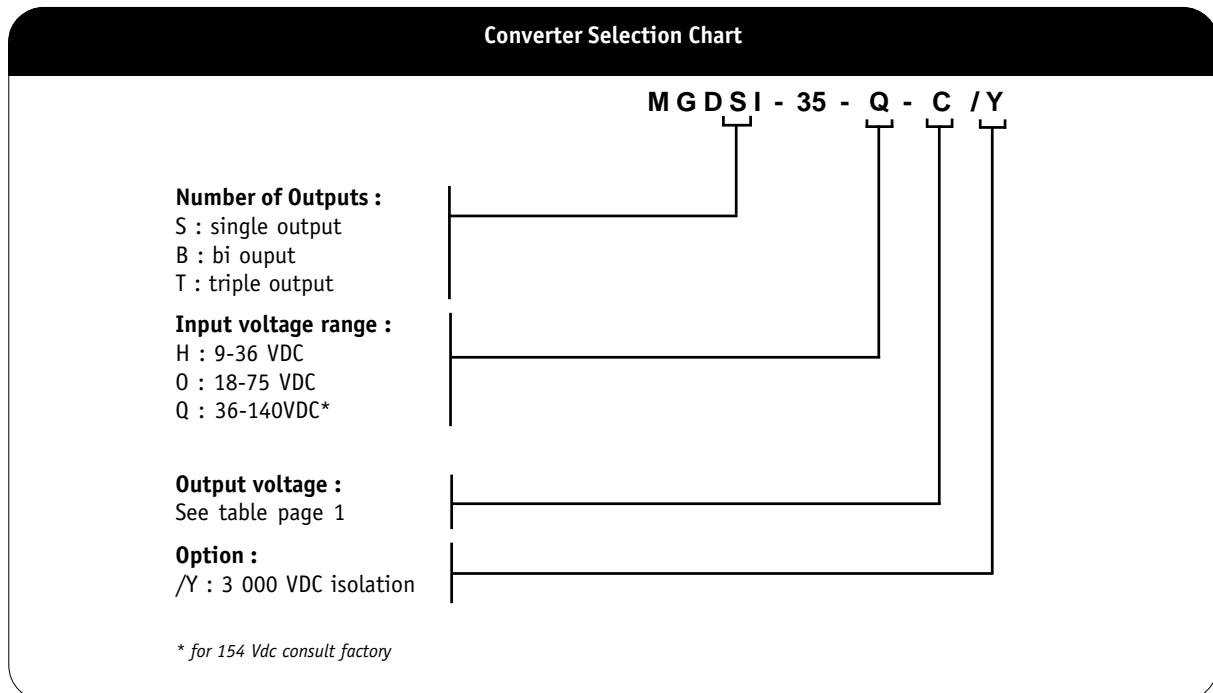 Converter Selection Chart
M G D S I - 35 - Q - C / Y
Number of Outputs :
S : single output
B : bi ouput
T : triple output
Input voltage range :
H : 9-36 VDC
O : 18-75 VDC
Q : 36-140VDC*
Output voltage :
See table page 1
Option :
/Y : 3 000 VDC isolation
* for 154 Vdc consult factory